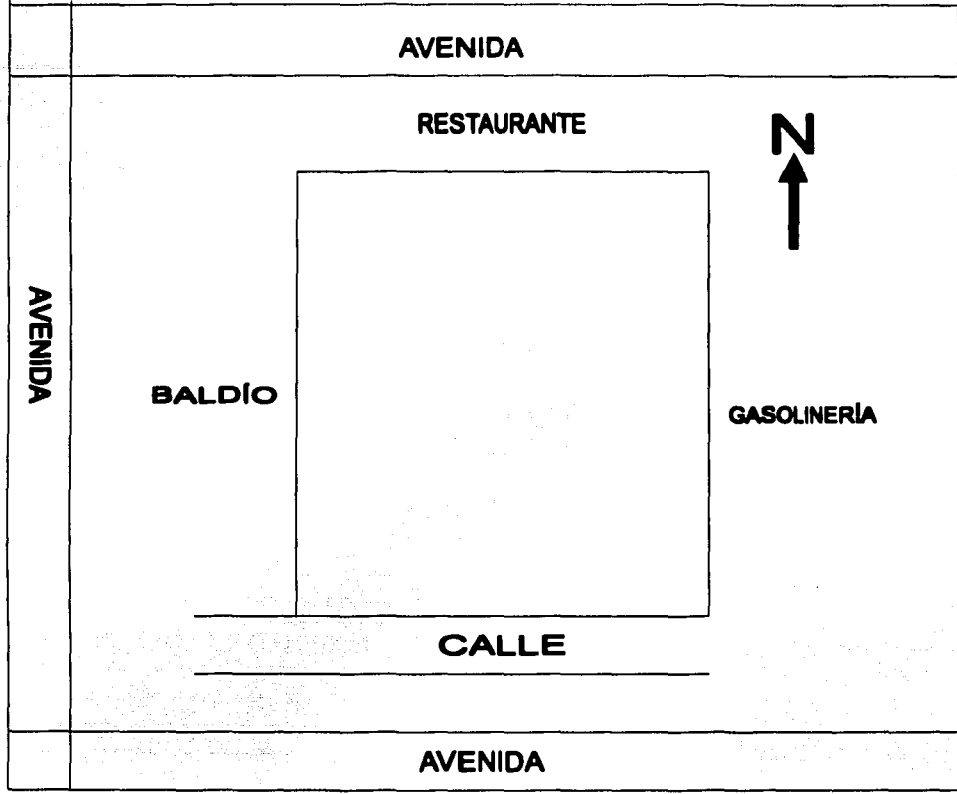 AVENIDA
RESTAURANTE
N
AVENIDA
BALDÍO
GASOLINERÍA
CALLE
AVENIDA